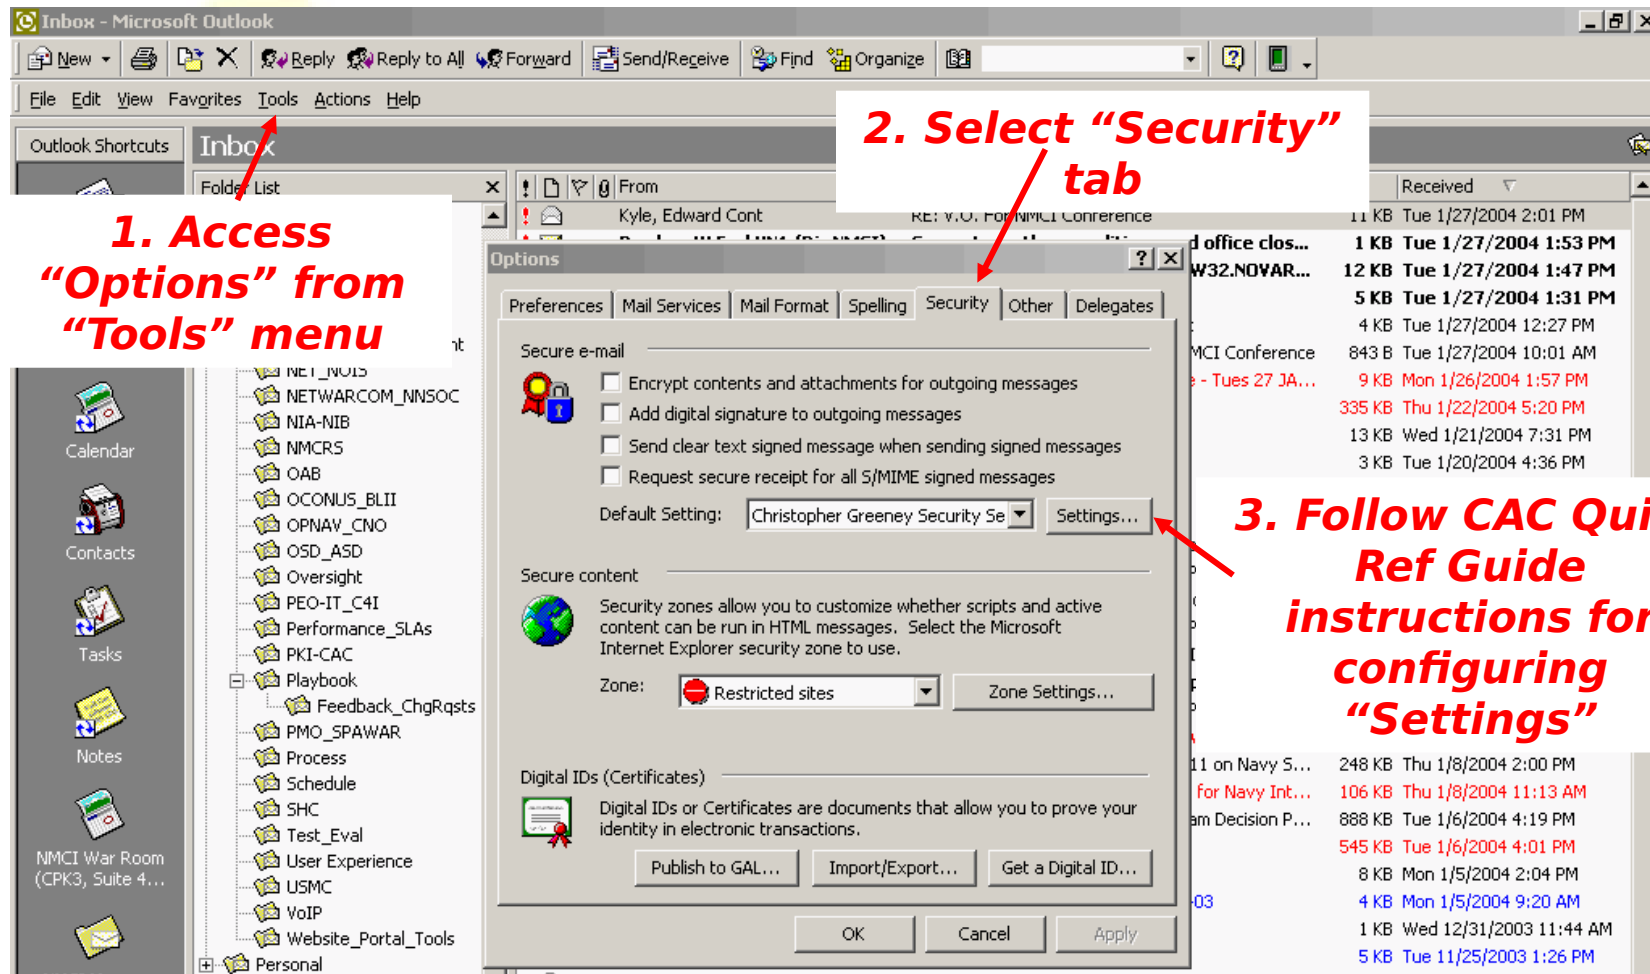 Inbox - Microsoft Outlook
New Reply Reply to All Forward Send/Receive Find Organize
File Edit View Favorites Tools Actions Help
2. Select “Security”
tab
Outlook Shortcuts
Inbox
Folder List
From
Received
Kyle, Edward Cont
RE: V.O. For NMCI Conference
11 KB Tue 1/27/2004 2:01 PM
d office clos... 1 KB Tue 1/27/2004 1:53 PM
W32.NOVAR... 12 KB Tue 1/27/2004 1:47 PM
5 KB Tue 1/27/2004 1:31 PM
4 KB Tue 1/27/2004 12:27 PM
MCI Conference 843 B Tue 1/27/2004 10:01 AM
e - Tues 27 JA... 9 KB Mon 1/26/2004 1:57 PM
335 KB Thu 1/22/2004 5:20 PM
13 KB Wed 1/21/2004 7:31 PM
3 KB Tue 1/20/2004 4:36 PM
1. Access
“Options” from
“Tools” menu
NET_NOIS
NETWARCOM_NNSOC
NIA-NIB
NMCRS
OAB
OCONUS_BLII
OPNAV_CNO
OSD_ASD
Oversight
PEO-IT_C4I
Performance_SLAs
PKI-CAC
Playbook
Feedback_ChgRqsts
PMO_SPAWAR
Process
Schedule
SHC
Test_Eval
User Experience
USMC
VoIP
Website_Portal_Tools
Personal
Calendar
Contacts
Tasks
Notes
NMCI War Room
(CPK3, Suite 4...
Options
Preferences Mail Services Mail Format Spelling Security Other Delegates
Secure e-mail
Encrypt contents and attachments for outgoing messages
Add digital signature to outgoing messages
Send clear text signed message when sending signed messages
Request secure receipt for all S/MIME signed messages
Default Setting: Christopher Greeney Security Se Settings...
Secure content
Security zones allow you to customize whether scripts and active
content can be run in HTML messages. Select the Microsoft
Internet Explorer security zone to use.
Zone: Restricted sites Zone Settings...
Digital IDs (Certificates)
Digital IDs or Certificates are documents that allow you to prove your
identity in electronic transactions.
Publish to GAL... Import/Export... Get a Digital ID...
OK Cancel Apply
3. Follow CAC Qui
Ref Guide
instructions for
configuring
“Settings”
11 on Navy S... 248 KB Thu 1/8/2004 2:00 PM
for Navy Int... 106 KB Thu 1/8/2004 11:13 AM
am Decision P... 888 KB Tue 1/6/2004 4:19 PM
545 KB Tue 1/6/2004 4:01 PM
8 KB Mon 1/5/2004 2:04 PM
-03 4 KB Mon 1/5/2004 9:20 AM
1 KB Wed 12/31/2003 11:44 AM
5 KB Tue 11/25/2003 1:26 PM